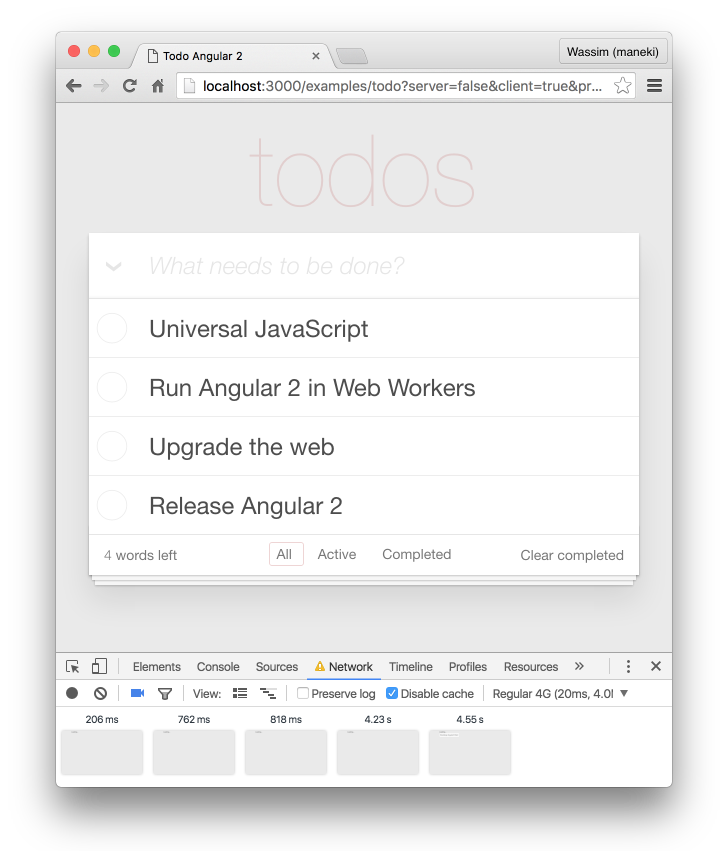 Todo Angular 2
Wassim (maneki)
localhost:3000/examples/todo?server=false&client=true&pr...
todos
What needs to be done?
Universal JavaScript
Run Angular 2 in Web Workers
Upgrade the web
Release Angular 2
4 words left All Active Completed Clear completed
Elements Console Sources Network Timeline Profiles Resources
View: Preserve log Disable cache Regular 4G (20ms, 4.0
206 ms 762 ms 818 ms 4.23 s 4.55 s